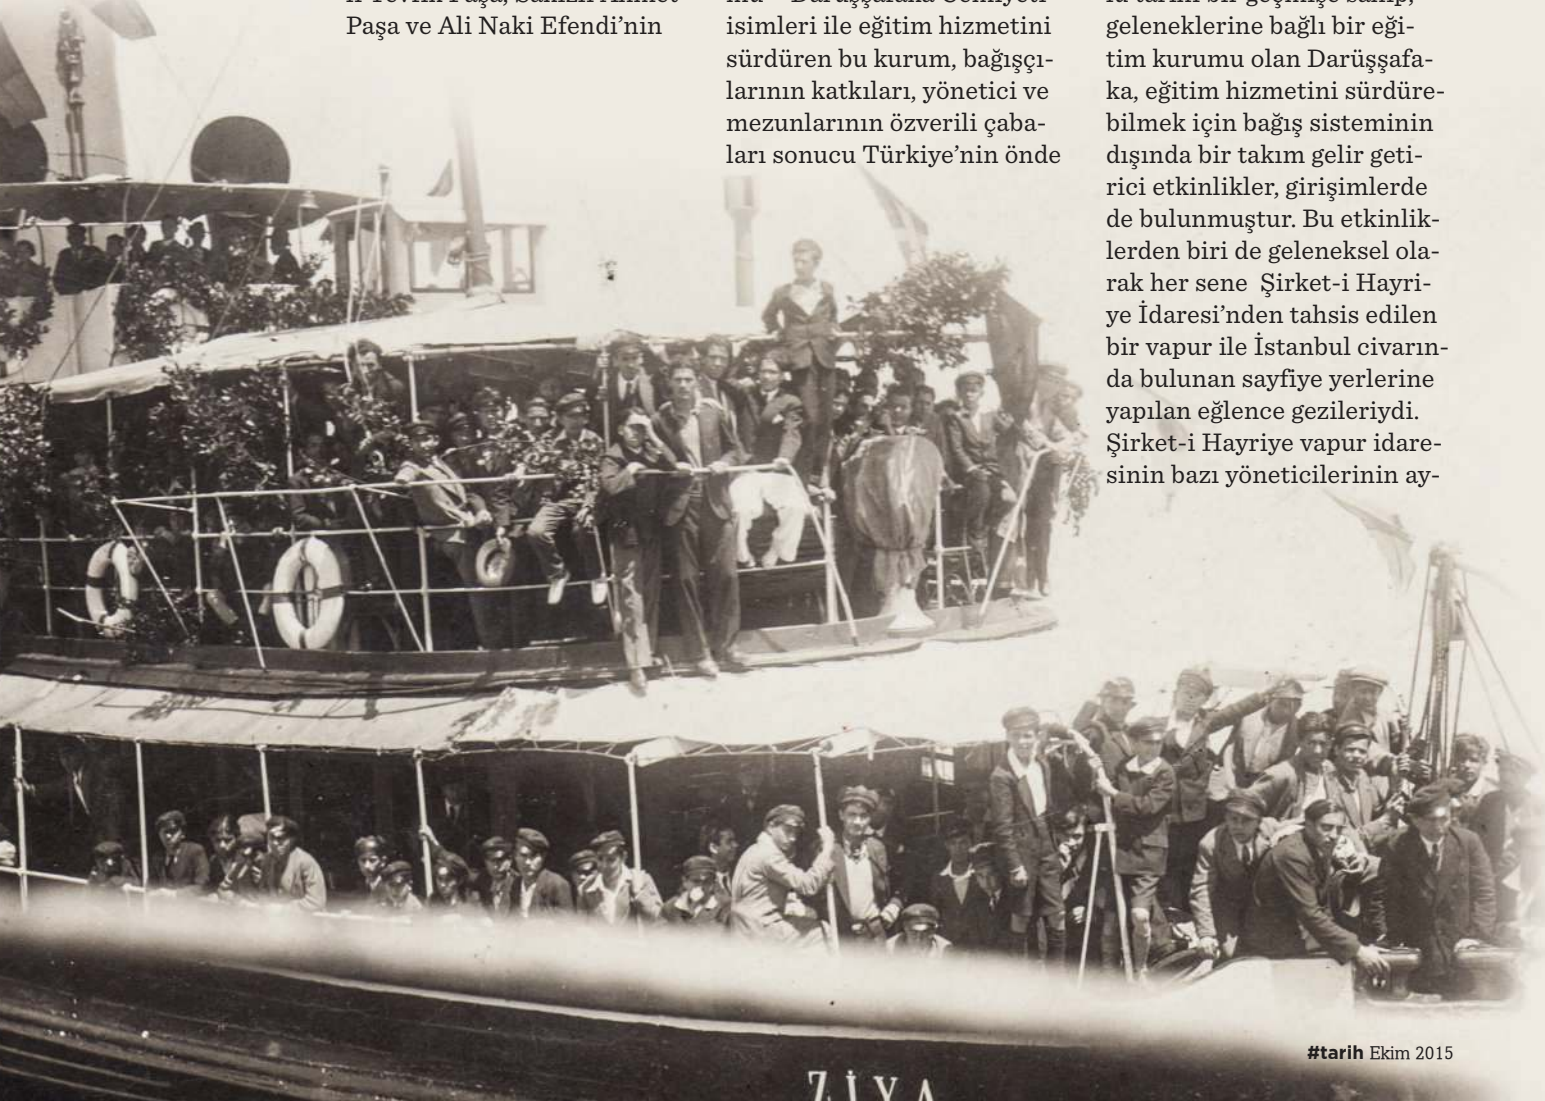 Paşa ve Ali Naki Efendi’nin
isimleri ile eğitim hizmetini
sürdüren bu kurum, bağışçı-
larının katkıları, yönetici ve
mezunlarının özverili çaba-
ları sonucu Türkiye’nin önde
geleneklerine bağlı bir eği-
tim kurumu olan Darüşşafa-
ka, eğitim hizmetini sürdüre-
bilmek için bağış sisteminin
dışında bir takım gelir geti-
rici etkinlikler, girişimlerde
de bulunmuştur. Bu etkinlik-
lerden biri de geleneksel ola-
rak her sene Şirket-i Hayri-
ye İdaresi’nden tahsis edilen
bir vapur ile İstanbul civarın-
da bulunan sayfiye yerlerine
yapılan eğlence gezileriydi.
Şirket-i Hayriye vapur idare-
sinin bazı yöneticilerinin ay-
ZİYA
#tarih Ekim 2015